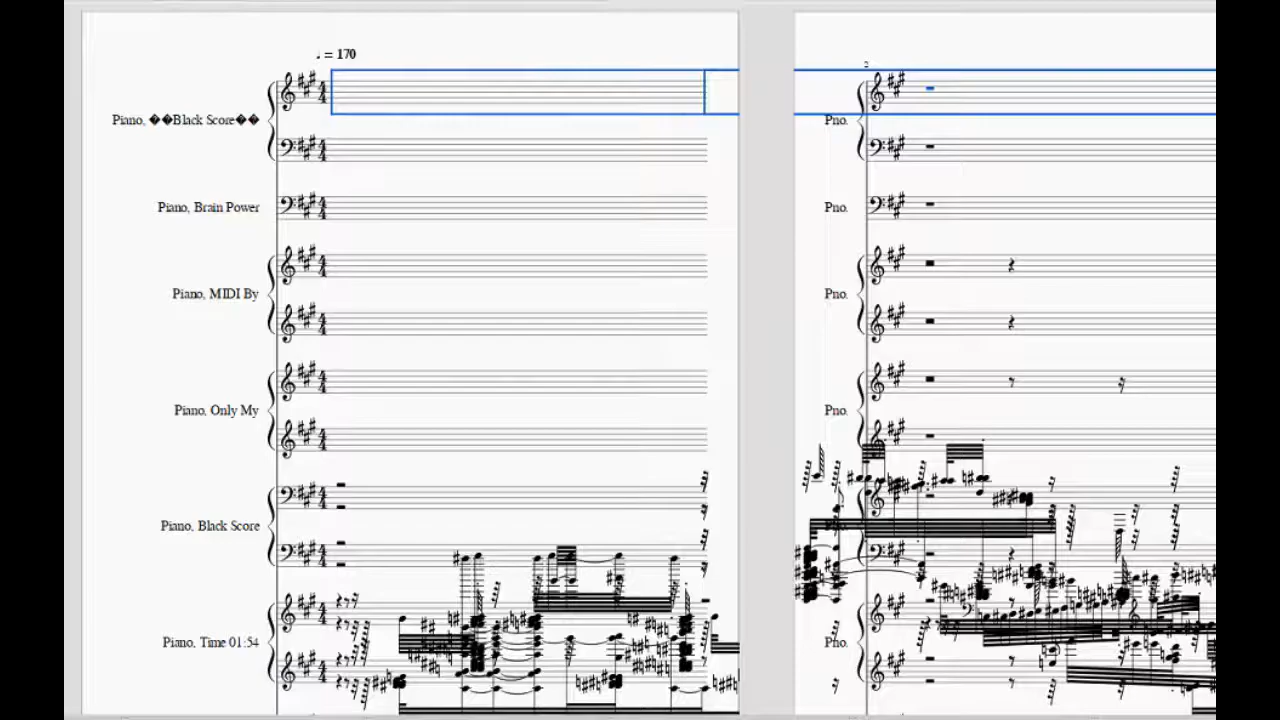 ♩ = 170
2
Piano, ��Black Score��
Pno.
Piano, Brain Power
Pno.
Piano, MIDI By
Pno.
Piano, Only My
Pno.
Piano, Black Score
Piano, Time 01:54
Pno.